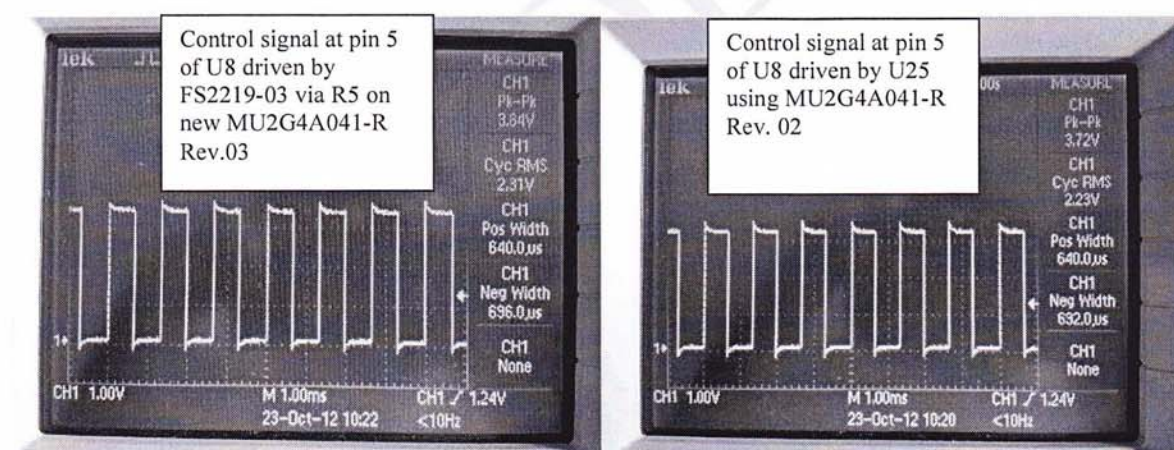 Control signal at pin 5
of U8 driven by
FS2219-03 via R5 on
new MU2G4A041-R
Rev.03
Tek
MEASURE
CH1
Pk-Pk
3.84V
CH1
Cyc RMS
2.31V
CH1
Pos Width
640.0µs
CH1
Neg Width
696.0µs
CH1
None
1
CH1 1.00V M 1.00ms CH1 1.24V
23-Oct-12 10:22 <10Hz
Control signal at pin 5
of U8 driven by U25
using MU2G4A041-R
Rev. 02
Tek
00s
MEASURE
CH1
Pk-Pk
3.72V
CH1
Cyc RMS
2.23V
CH1
Pos Width
640.0µs
CH1
Neg Width
632.0µs
CH1
None
1
CH1 1.00V M 1.00ms CH1 1.24V
23-Oct-12 10:20 <10Hz